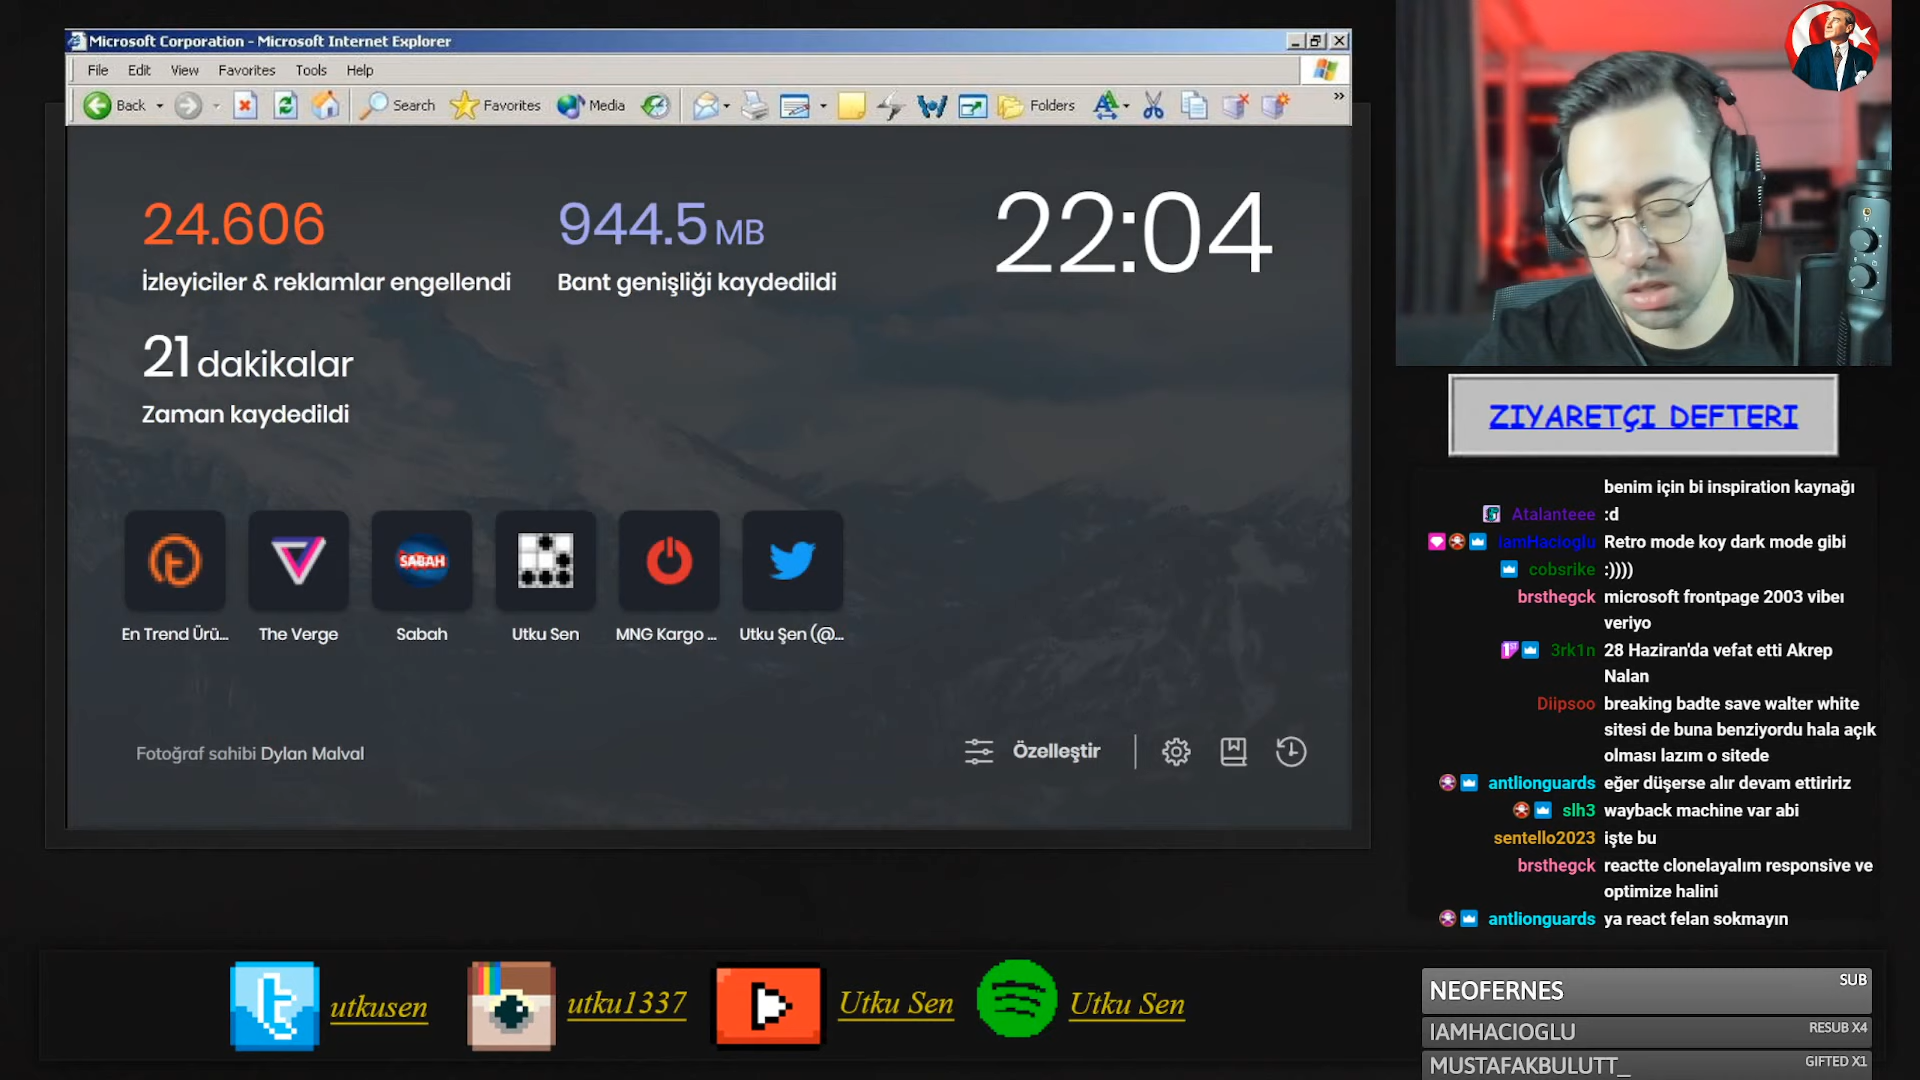 Microsoft Corporation - Microsoft Internet Explorer
File Edit View Favorites Tools Help
Back Search Favorites Media Folders »
24.606
İzleyiciler & reklamlar engellendi
944.5 MB
Bant genişliği kaydedildi
22:04
21 dakikalar
Zaman kaydedildi
SABAH
En Trend Ürü...
The Verge
Sabah
Utku Sen
MNG Kargo ...
Utku Şen (@...
Fotoğraf sahibi Dylan Malval
Özelleştir
ZIYARETÇI DEFTERI
benim için bi inspiration kaynağı
Atalanteee :d
IamHacioglu Retro mode koy dark mode gibi
cobsrike :))))
brsthegck microsoft frontpage 2003 vibeı
veriyo
3rk1n 28 Haziran'da vefat etti Akrep
Nalan
Diipsoo breaking badte save walter white
sitesi de buna benziyordu hala açık
olması lazım o sitede
antlionguards eğer düşerse alır devam ettiririz
slh3 wayback machine var abi
sentello2023 işte bu
brsthegck reactte clonelayalım responsive ve
optimize halini
antlionguards ya react felan sokmayın
utkusen
utku1337
Utku Sen
Utku Sen
NEOFERNES SUB
IAMHACIOGLU RESUB X4
MUSTAFAKBULUTT_ GIFTED X1